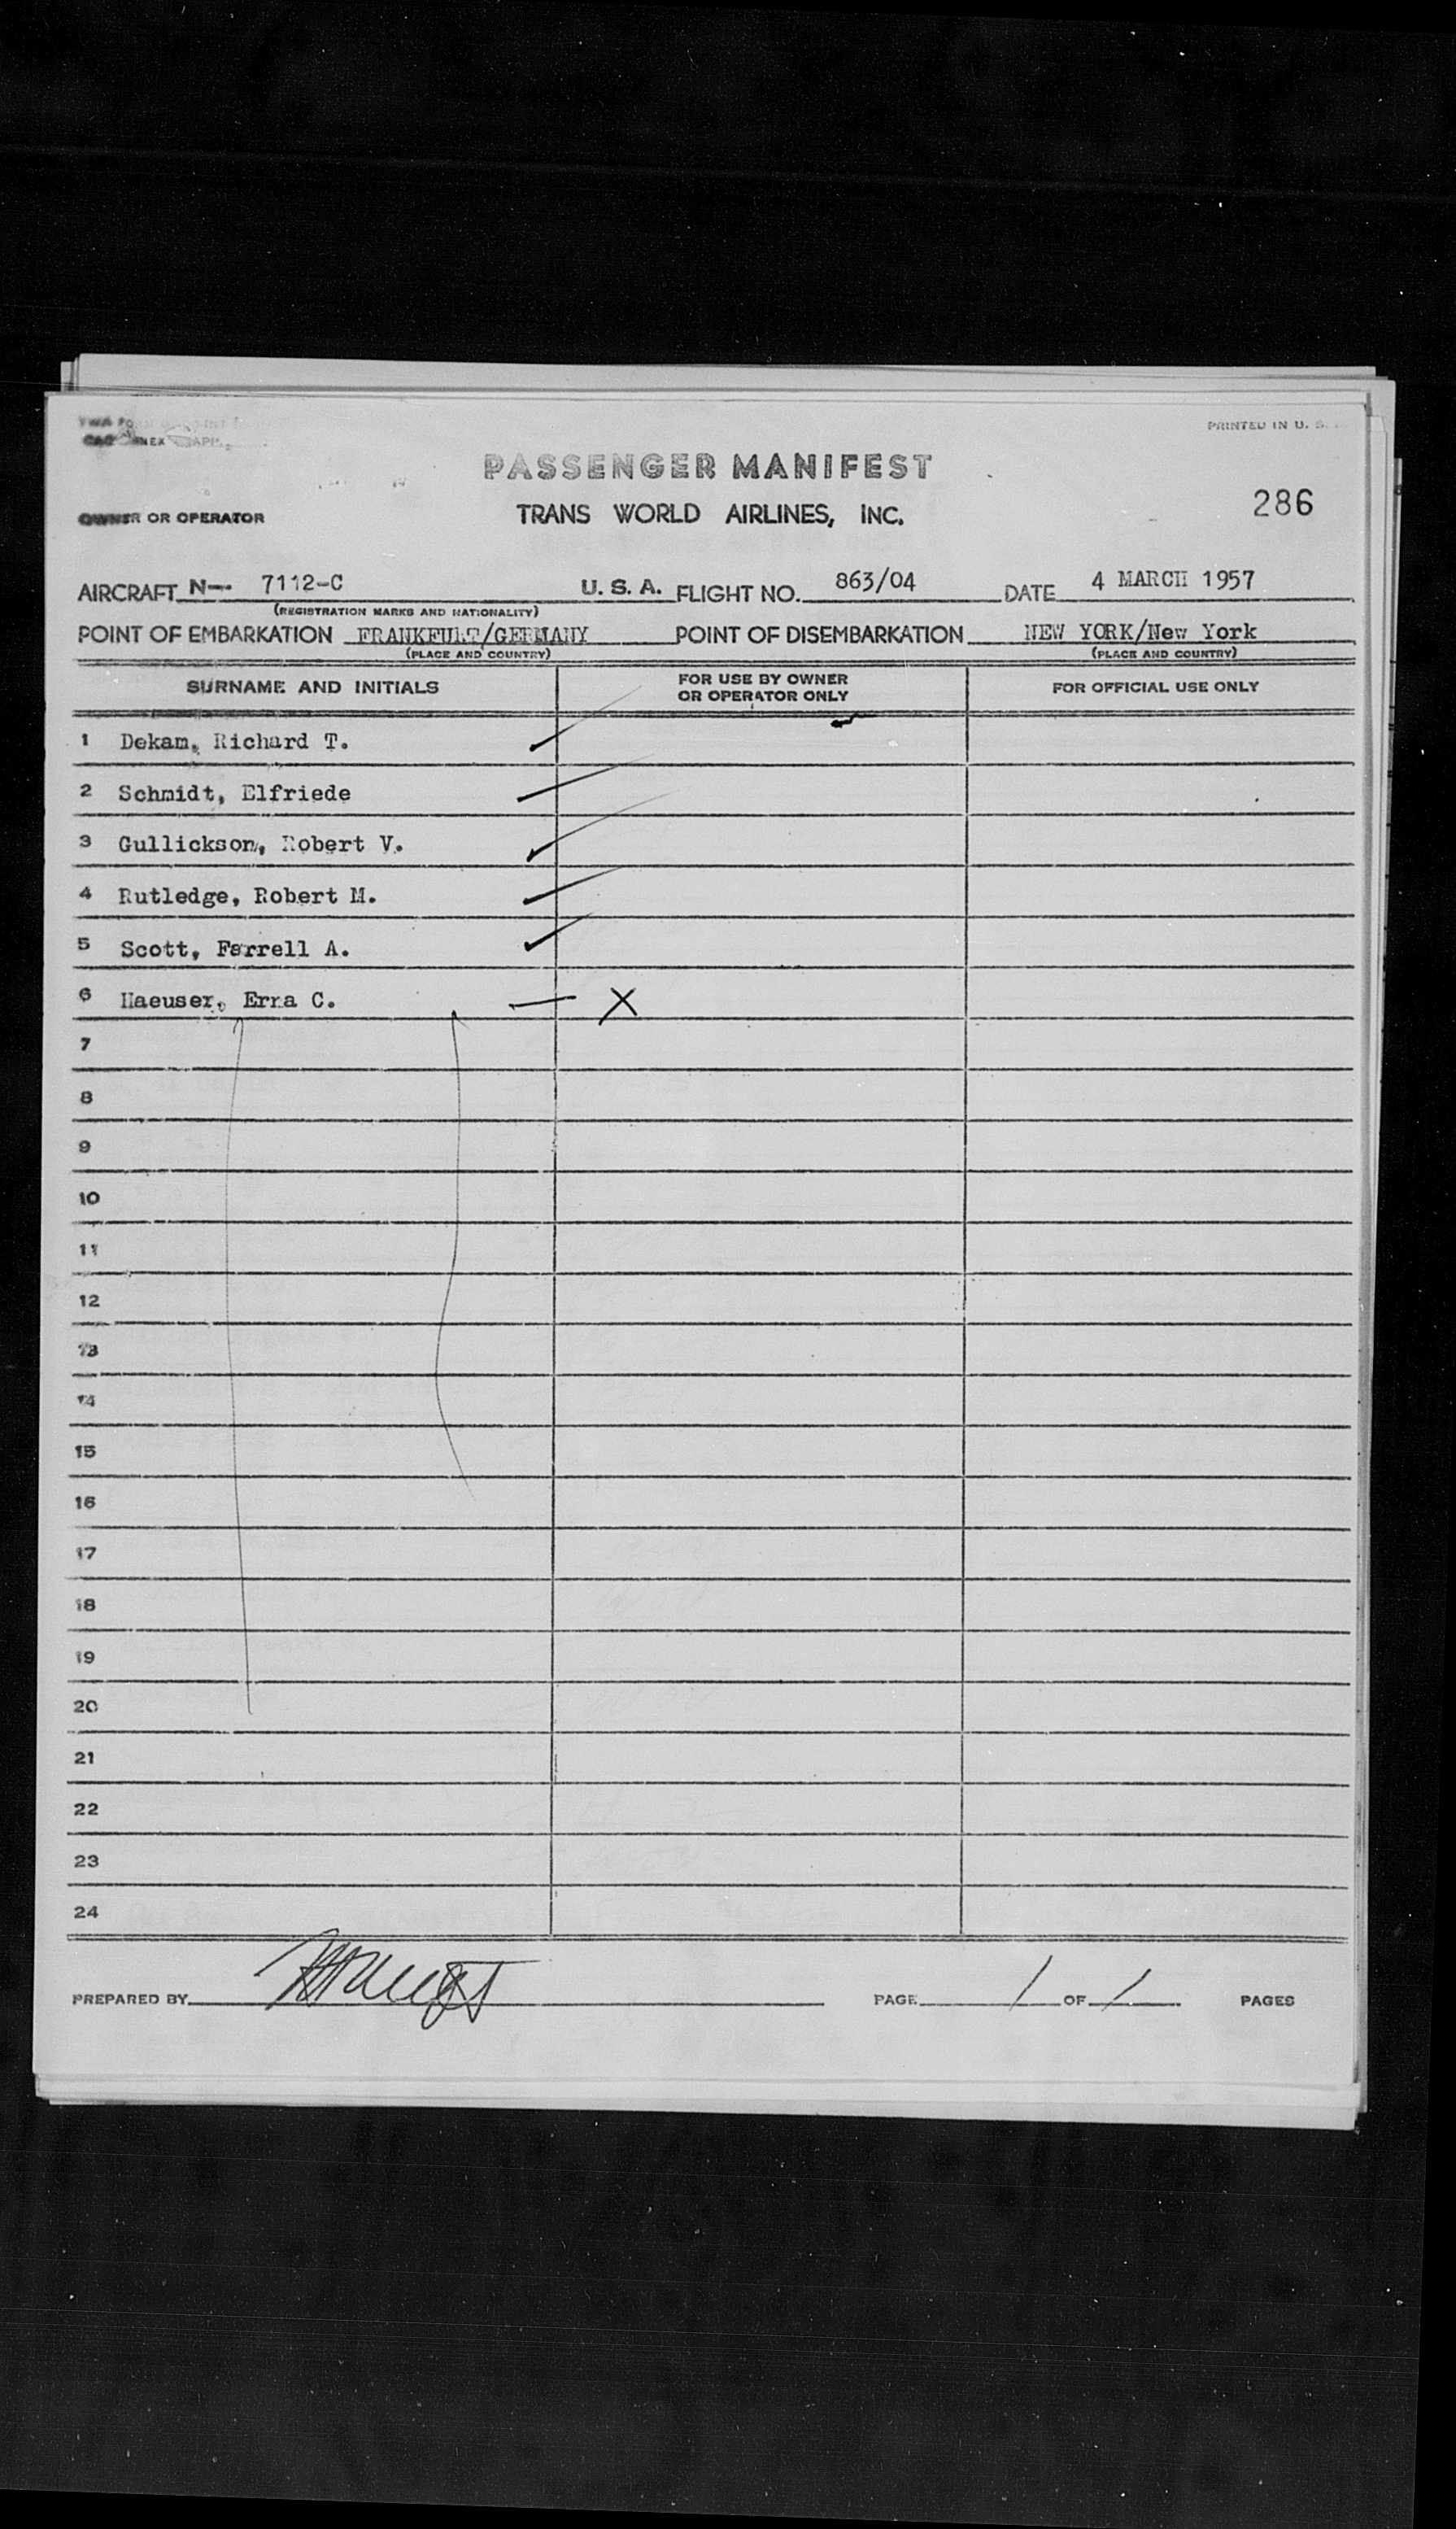 PRINTED IN U. S.
PASSENGER MANIFEST
286
OWNER OR OPERATOR TRANS WORLD AIRLINES, INC.
AIRCRAFT N-- 7112-C U. S. A. FLIGHT NO. 863/04 DATE 4 MARCH 1957
(REGISTRATION MARKS AND NATIONALITY)
POINT OF EMBARKATION FRANKFURT/GERMANY POINT OF DISEMBARKATION NEW YORK/New York
(PLACE AND COUNTRY) (PLACE AND COUNTRY)
SURNAME AND INITIALS FOR USE BY OWNER OR OPERATOR ONLY FOR OFFICIAL USE ONLY
1 Dekam, Richard T.
2 Schmidt, Elfriede
3 Gullickson, Robert V.
4 Rutledge, Robert M.
5 Scott, Farrell A.
6 Haeuser, Erna C. X
7
8
9
10
11
12
13
14
15
16
17
18
19
20
21
22
23
24
PREPARED BY PAGE 1 OF 1 PAGES